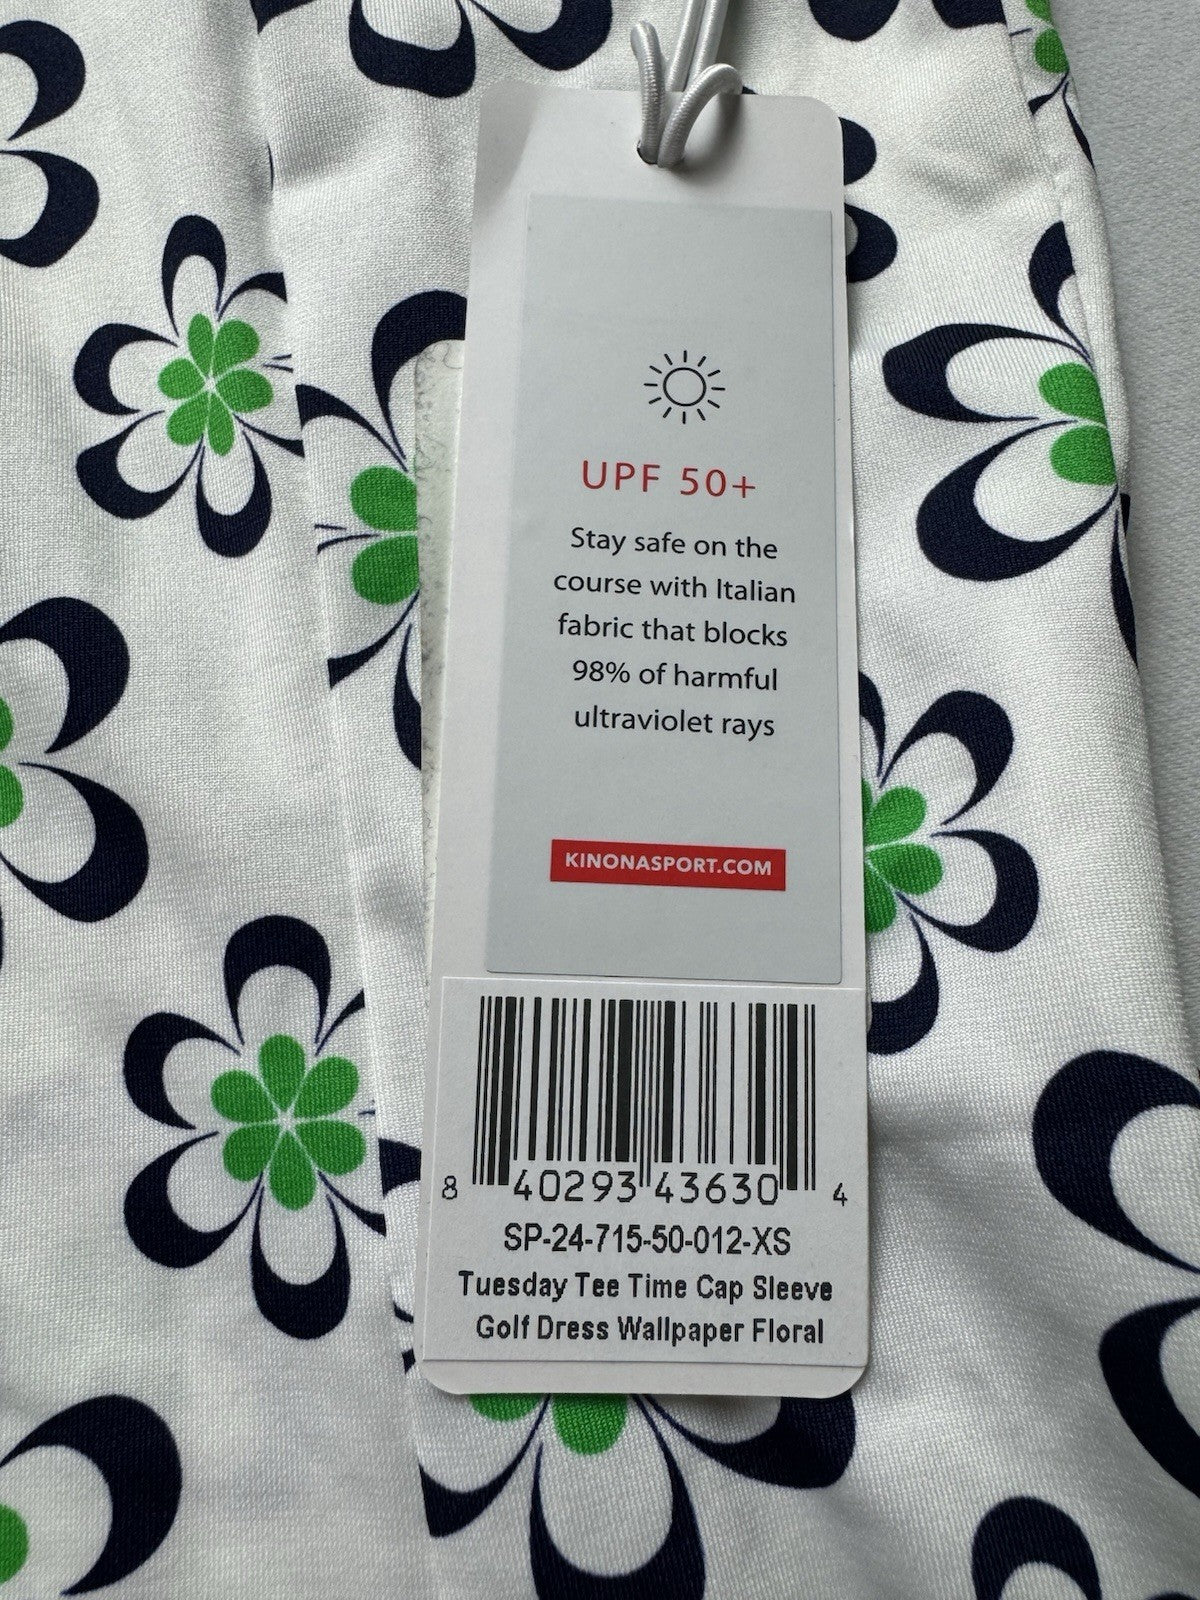 UPF 50+
Stay safe on the
course with Italian
fabric that blocks
98% of harmful
ultraviolet rays
KINONASPORT.COM
8 40293 43630 4
SP-24-715-50-012-XS
Tuesday Tee Time Cap Sleeve
Golf Dress Wallpaper Floral